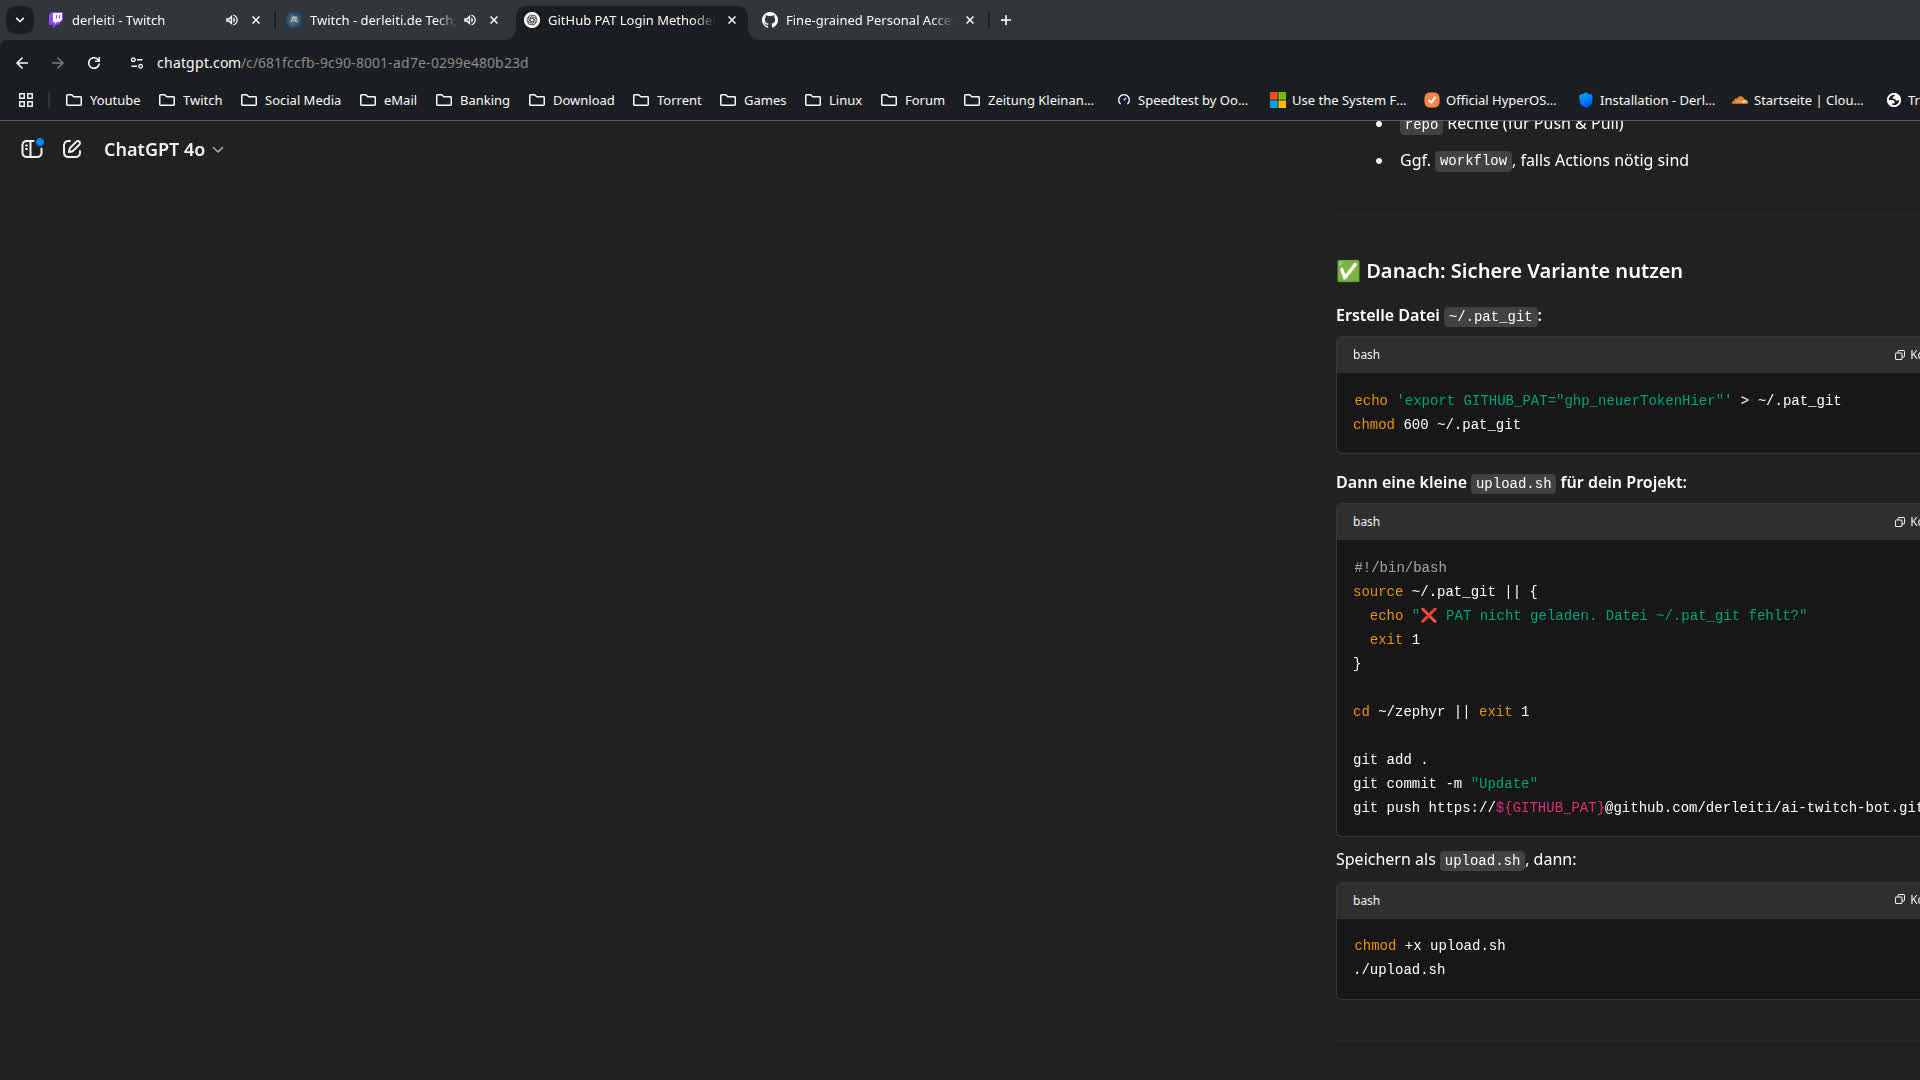 derleiti - Twitch
Twitch - derleiti.de Tech
GitHub PAT Login Methode
Fine-grained Personal Acce
chatgpt.com/c/681fccfb-9c90-8001-ad7e-0299e480b23d
Youtube
Twitch
Social Media
eMail
Banking
Download
Torrent
Games
Linux
Forum
Zeitung Kleinan...
Speedtest by Oo...
Use the System F...
Official HyperOS...
Installation - Derl...
Startseite | Clou...
Tr
ChatGPT 4o
• repo Rechte (für Push & Pull)
• Ggf. workflow, falls Actions nötig sind
✅ Danach: Sichere Variante nutzen
Erstelle Datei ~/.pat_git:
bash
Ko
echo 'export GITHUB_PAT="ghp_neuerTokenHier"' > ~/.pat_git
chmod 600 ~/.pat_git
Dann eine kleine upload.sh für dein Projekt:
bash
Ko
#!/bin/bash
source ~/.pat_git || {
  echo "❌ PAT nicht geladen. Datei ~/.pat_git fehlt?"
  exit 1
}
cd ~/zephyr || exit 1
git add .
git commit -m "Update"
git push https://${GITHUB_PAT}@github.com/derleiti/ai-twitch-bot.git
Speichern als upload.sh, dann:
bash
Ko
chmod +x upload.sh
./upload.sh